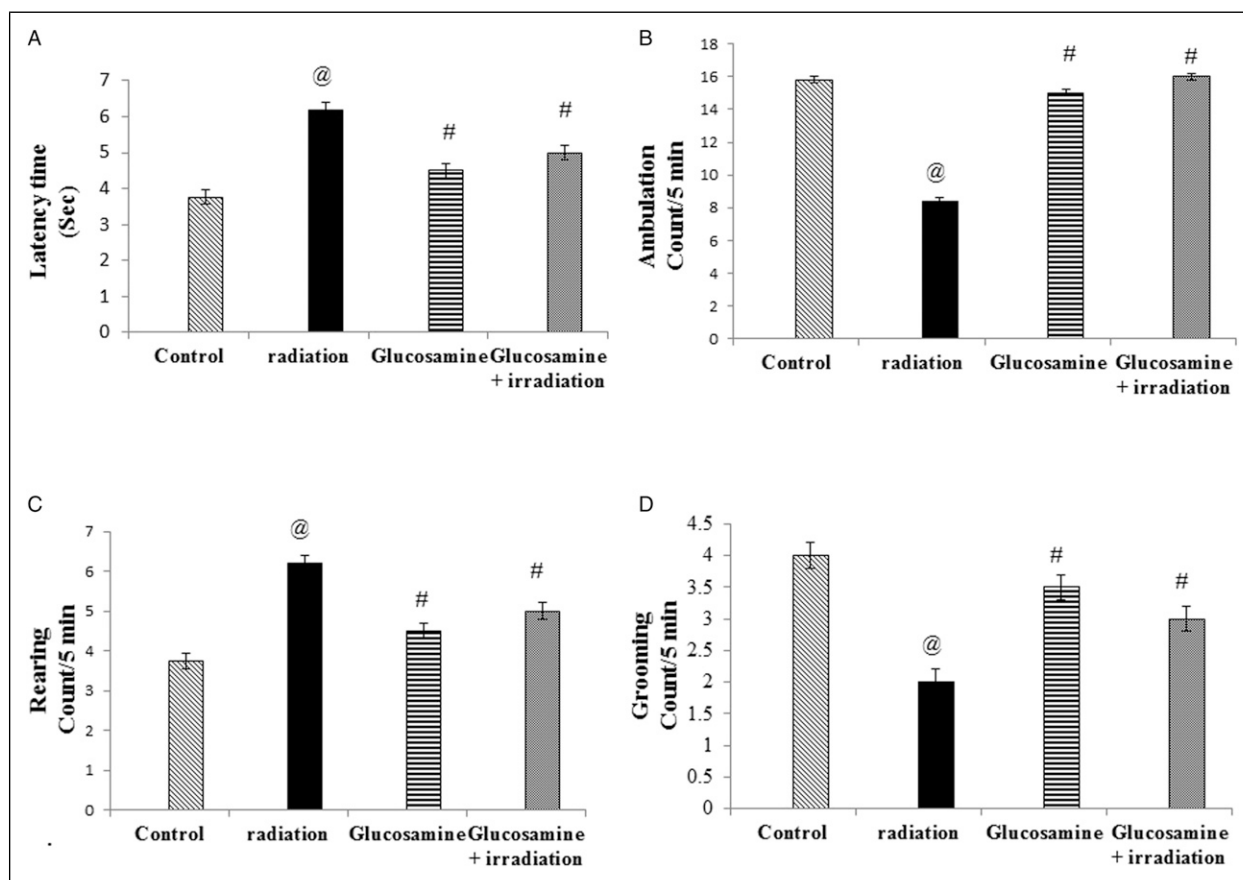 A
Latency time
(Sec)
7
6
5
4
3
2
1
0
@
#
#
Control radiation Glucosamine Glucosamine
+ irradiation
B
Ambulation
Count/5 min
18
16
14
12
10
8
6
4
2
0
@
#
#
Control radiation Glucosamine Glucosamine
+ irradiation
C
Rearing
Count/5 min
7
6
5
4
3
2
1
0
@
#
#
Control radiation Glucosamine Glucosamine
+ irradiation
D
Grooming
Count/5 min
4.5
4
3.5
3
2.5
2
1.5
1
0.5
0
@
#
#
Control radiation Glucosamine Glucosamine
+ irradiation